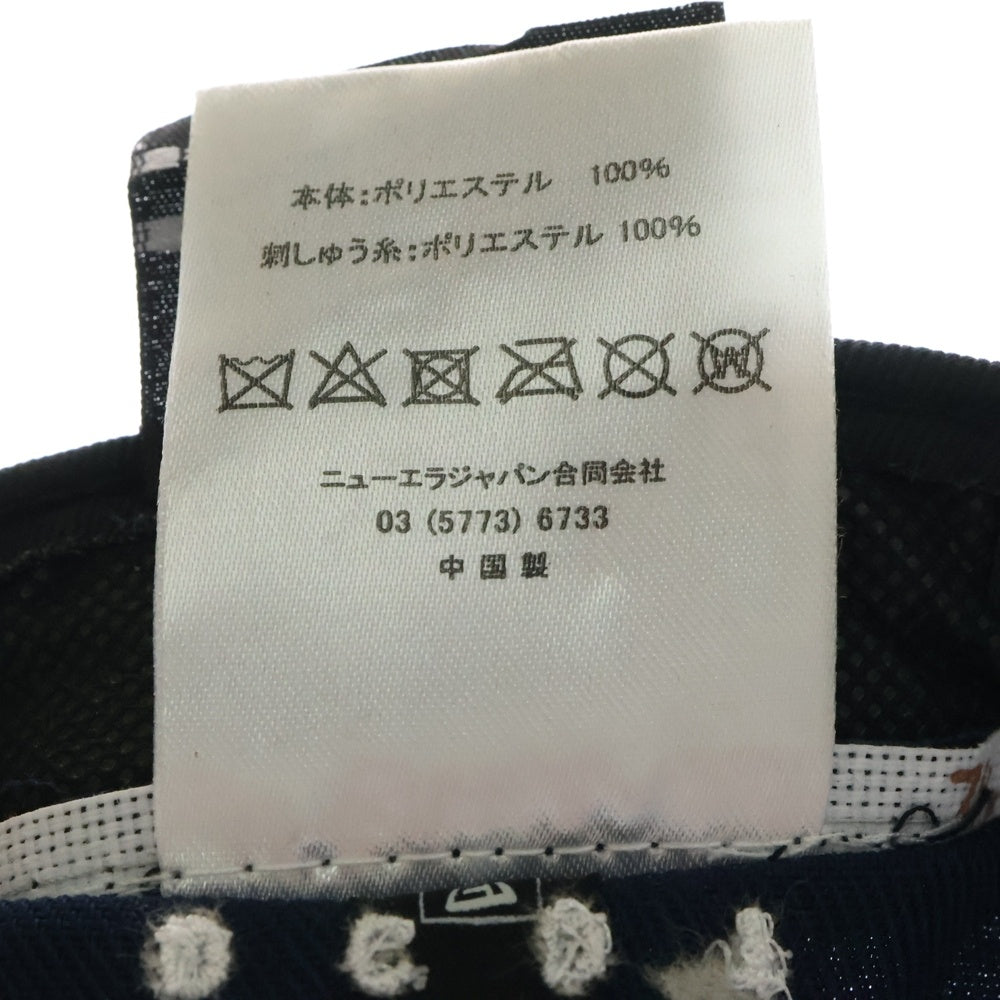 本体:ポリエステル 100%
刺しゅう糸:ポリエステル 100%
W
ニューエラジャパン合同会社
03 (5773) 6733
中国製
7